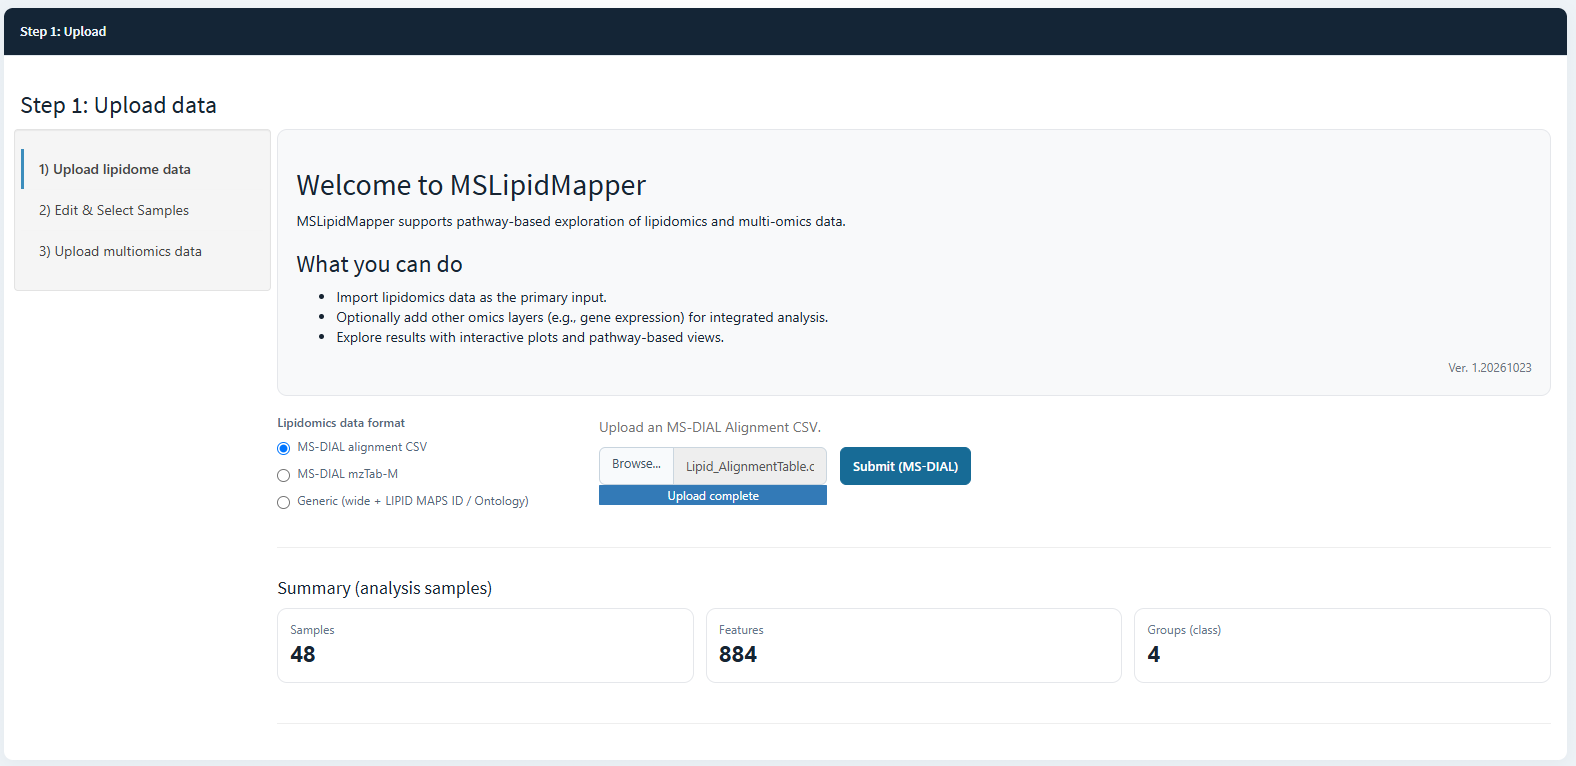 Step 1: Upload
Step 1: Upload data
1) Upload lipidome data
2) Edit & Select Samples
3) Upload multiomics data
Welcome to MSLipidMapper
MSLipidMapper supports pathway-based exploration of lipidomics and multi-omics data.
What you can do
Import lipidomics data as the primary input.
Optionally add other omics layers (e.g., gene expression) for integrated analysis.
Explore results with interactive plots and pathway-based views.
Ver. 1.20261023
Lipidomics data format
MS-DIAL alignment CSV
MS-DIAL mzTab-M
Generic (wide + LIPID MAPS ID / Ontology)
Upload an MS-DIAL Alignment CSV.
Browse... Lipid_AlignmentTable.c
Submit (MS-DIAL)
Upload complete
Summary (analysis samples)
Samples
48
Features
884
Groups (class)
4